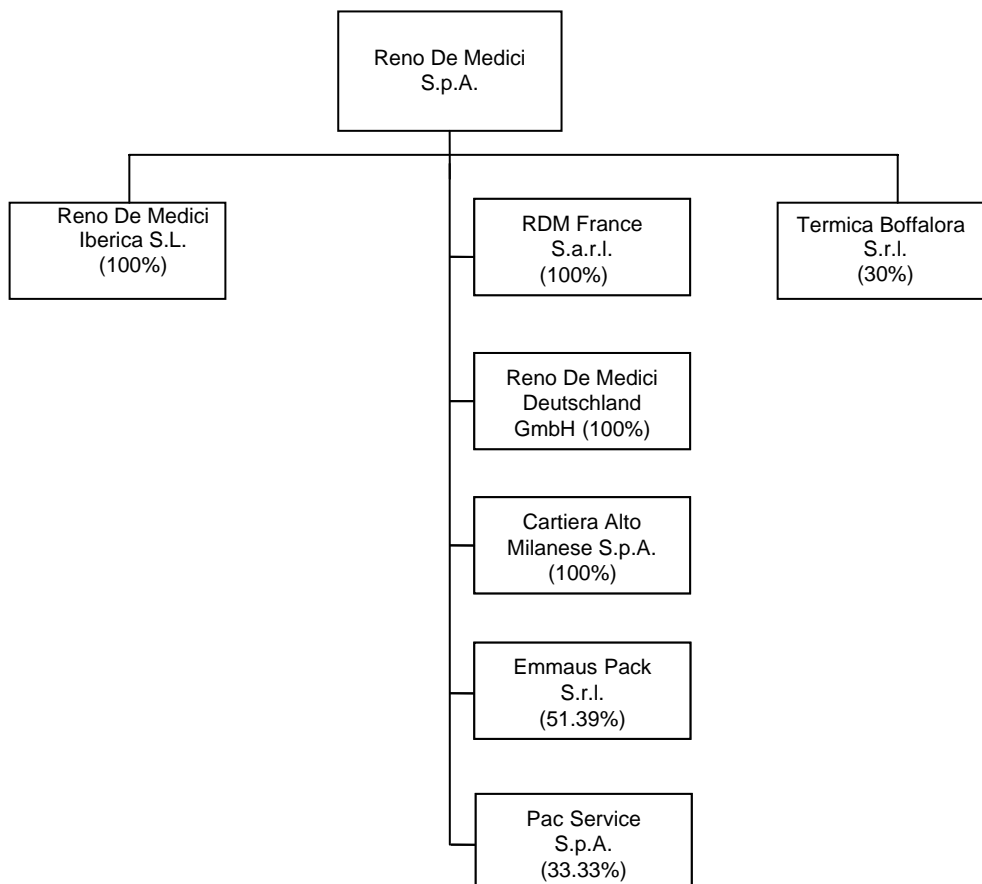 Reno De Medici
S.p.A.
Reno De Medici
Iberica S.L.
(100%)
RDM France
S.a.r.l.
(100%)
Termica Boffalora
S.r.l.
(30%)
Reno De Medici
Deutschland
GmbH (100%)
Cartiera Alto
Milanese S.p.A.
(100%)
Emmaus Pack
S.r.l.
(51.39%)
Pac Service
S.p.A.
(33.33%)